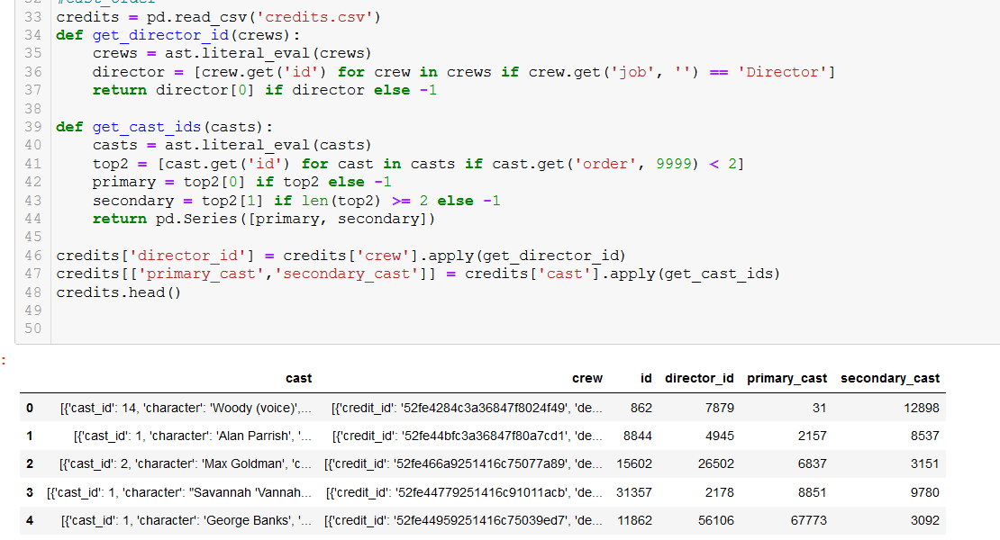 32 #cast_order
33 credits = pd.read_csv('credits.csv')
34 def get_director_id(crews):
35     crews = ast.literal_eval(crews)
36     director = [crew.get('id') for crew in crews if crew.get('job', '') == 'Director']
37     return director[0] if director else -1
38
39 def get_cast_ids(casts):
40     casts = ast.literal_eval(casts)
41     top2 = [cast.get('id') for cast in casts if cast.get('order', 9999) < 2]
42     primary = top2[0] if top2 else -1
43     secondary = top2[1] if len(top2) >= 2 else -1
44     return pd.Series([primary, secondary])
45
46 credits['director_id'] = credits['crew'].apply(get_director_id)
47 credits[['primary_cast','secondary_cast']] = credits['cast'].apply(get_cast_ids)
48 credits.head()
49
50
:
cast crew id director_id primary_cast secondary_cast
0 [{'cast_id': 14, 'character': 'Woody (voice)',... [{'credit_id': '52fe4284c3a36847f8024f49', 'de... 862 7879 31 12898
1 [{'cast_id': 1, 'character': 'Alan Parrish', '... [{'credit_id': '52fe44bfc3a36847f80a7cd1', 'de... 8844 4945 2157 8537
2 [{'cast_id': 2, 'character': 'Max Goldman', 'c... [{'credit_id': '52fe466a9251416c75077a89', 'de... 15602 26502 6837 3151
3 [{'cast_id': 1, 'character': "Savannah 'Vannah... [{'credit_id': '52fe44779251416c91011acb', 'de... 31357 2178 8851 9780
4 [{'cast_id': 1, 'character': 'George Banks', '... [{'credit_id': '52fe44959251416c75039ed7', 'de... 11862 56106 67773 3092